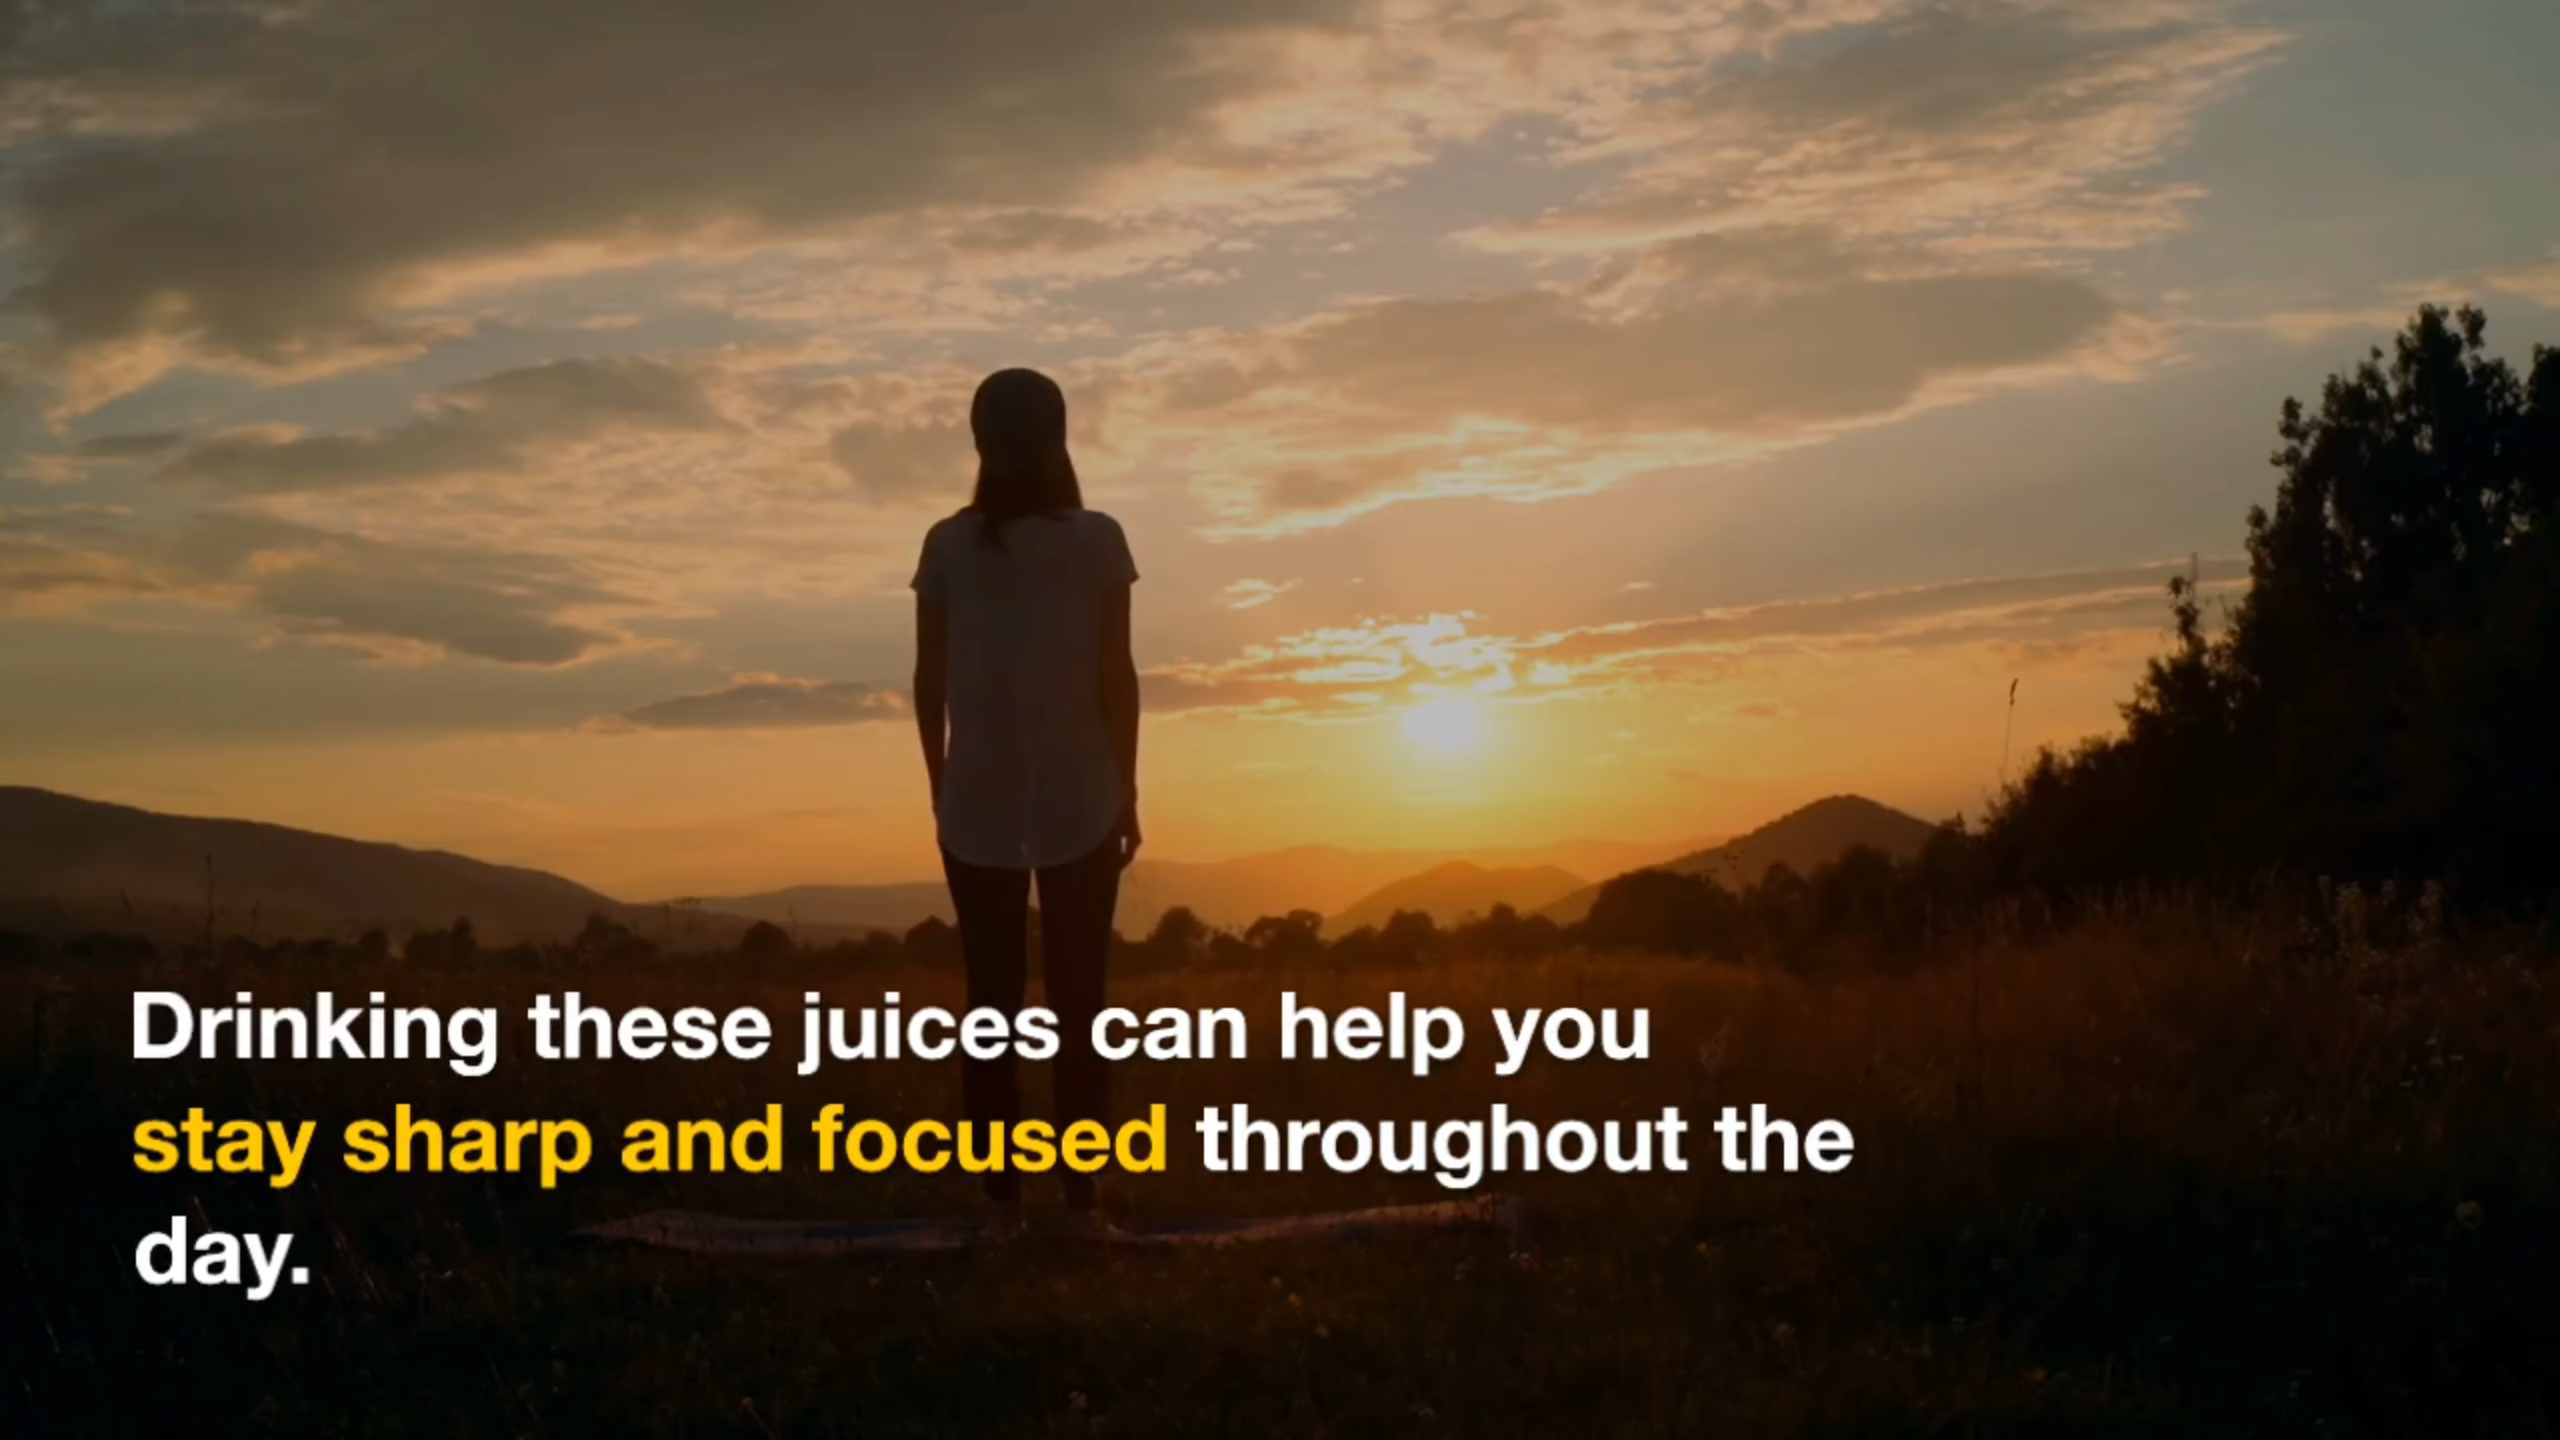 Drinking these juices can help you
stay sharp and focused throughout the
day.